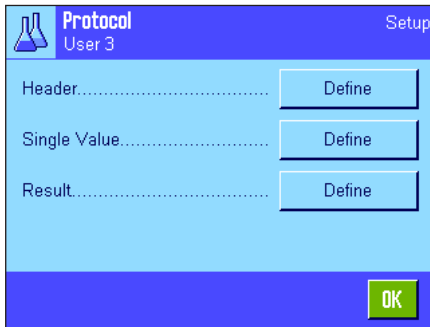 Protocol Setup
User 3
Header.................................... Define
Single Value............................ Define
Result..................................... Define
OK